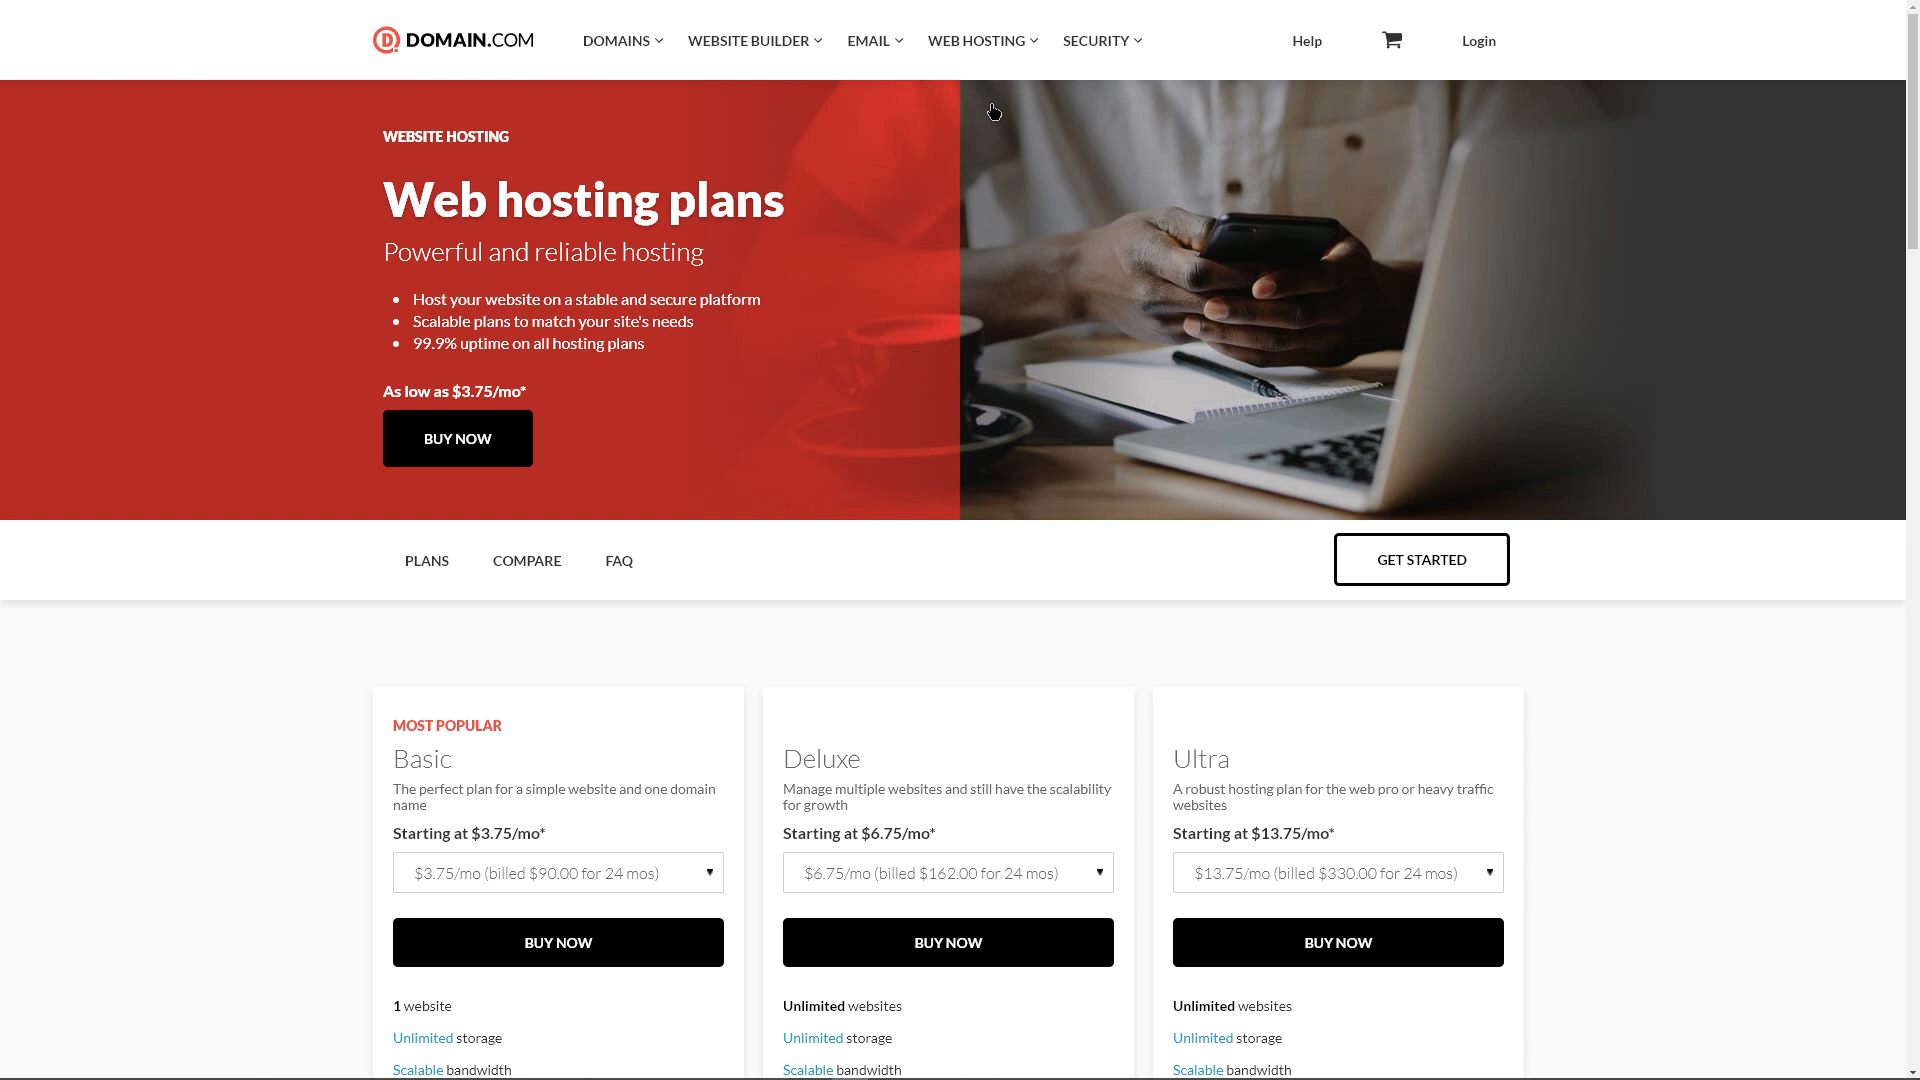 DOMAIN.COM
DOMAINS
WEBSITE BUILDER
EMAIL
WEB HOSTING
SECURITY
Help
Login
WEBSITE HOSTING
Web hosting plans
Powerful and reliable hosting
• Host your website on a stable and secure platform
• Scalable plans to match your site's needs
• 99.9% uptime on all hosting plans
As low as $3.75/mo*
BUY NOW
PLANS
COMPARE
FAQ
GET STARTED
MOST POPULAR
Basic
The perfect plan for a simple website and one domain
name
Starting at $3.75/mo*
$3.75/mo (billed $90.00 for 24 mos)
BUY NOW
1 website
Unlimited storage
Scalable bandwidth
Deluxe
Manage multiple websites and still have the scalability
for growth
Starting at $6.75/mo*
$6.75/mo (billed $162.00 for 24 mos)
BUY NOW
Unlimited websites
Unlimited storage
Scalable bandwidth
Ultra
A robust hosting plan for the web pro or heavy traffic
websites
Starting at $13.75/mo*
$13.75/mo (billed $330.00 for 24 mos)
BUY NOW
Unlimited websites
Unlimited storage
Scalable bandwidth